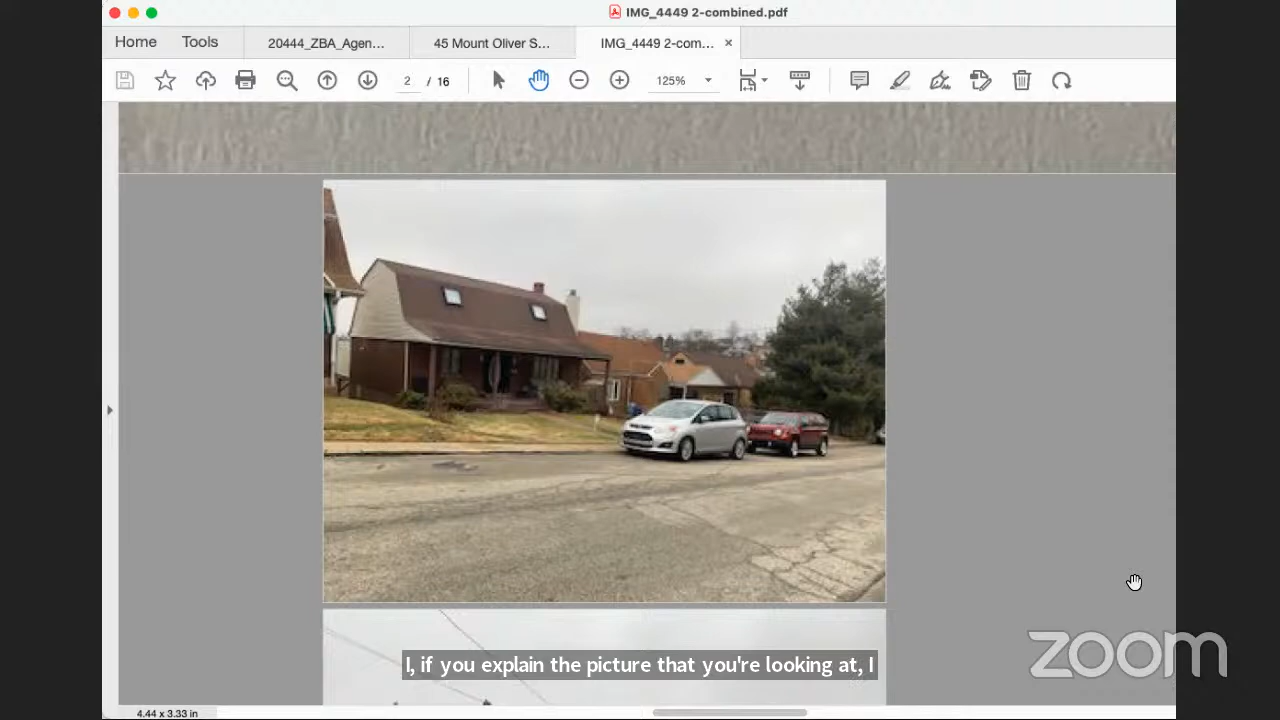 IMG_4449 2-combined.pdf
Home
Tools
20444_ZBA_Agen...
45 Mount Oliver S...
IMG_4449 2-com...
2 / 16
125%
I, if you explain the picture that you're looking at, I
zoom
4.44 x 3.33 in